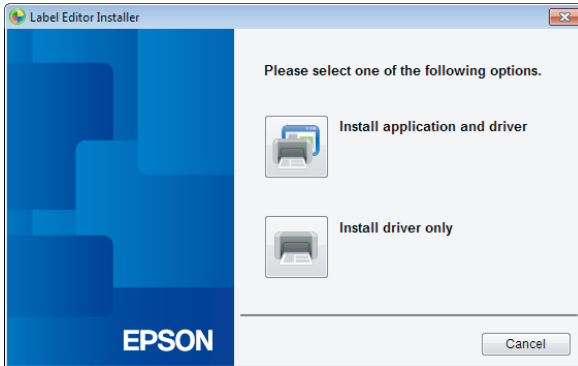 Label Editor Installer
Please select one of the following options.
Install application and driver
Install driver only
EPSON
Cancel